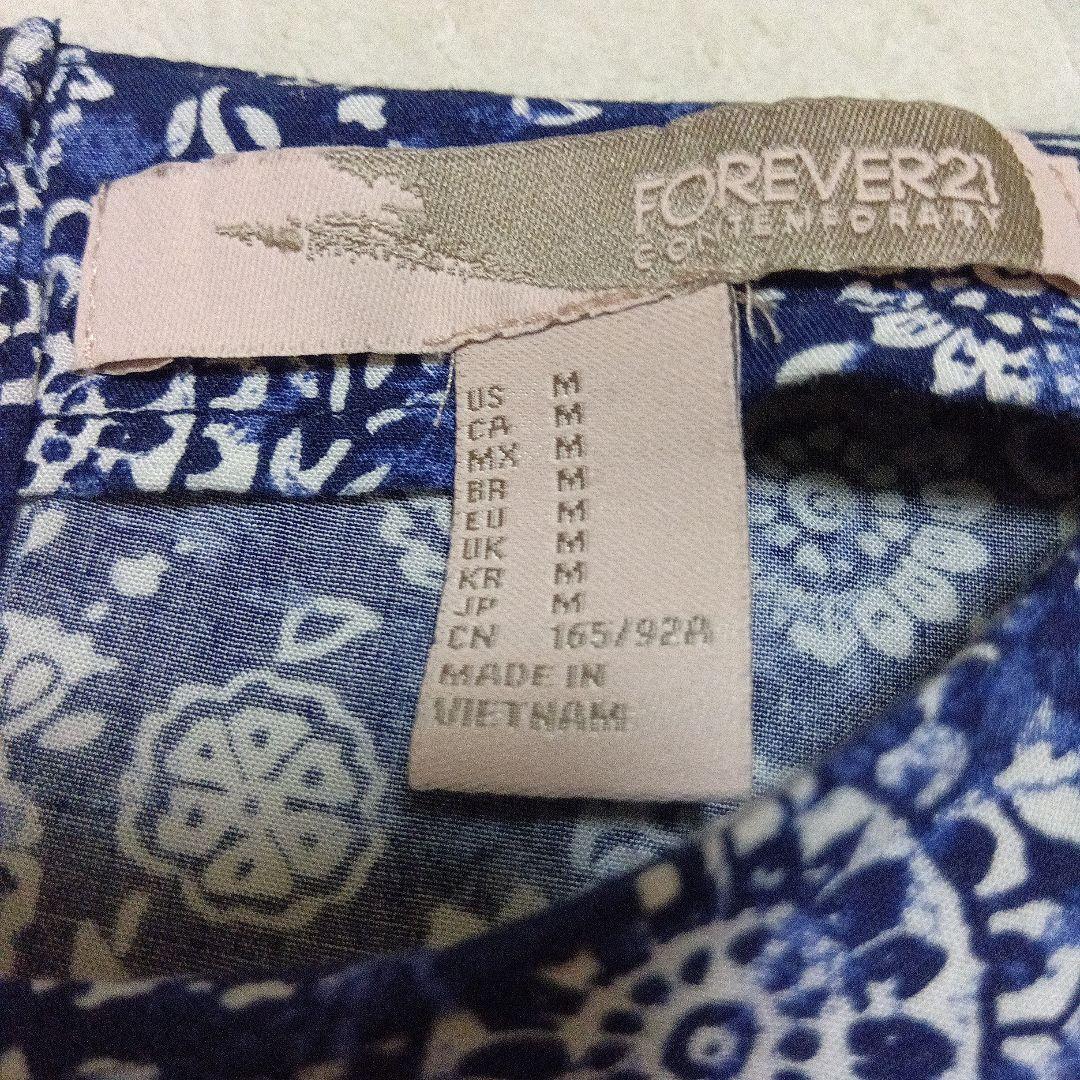 FOREVER21
CONTEMPORARY
US M
CA M
MX M
BR M
EU M
UK M
KR M
JP M
CN 165/92A
MADE IN
VIETNAM